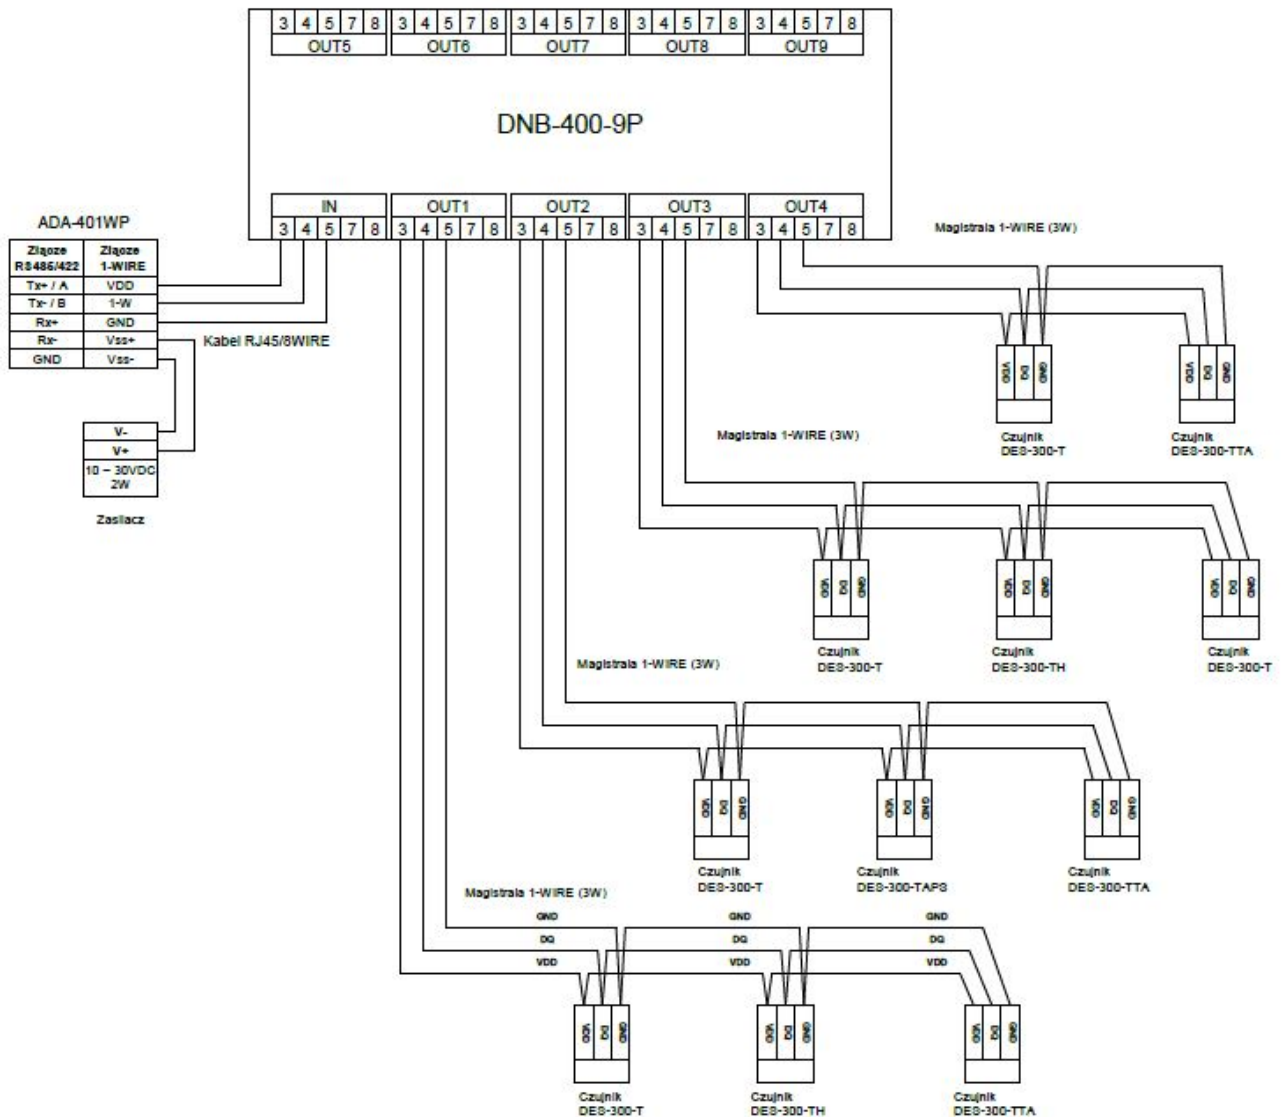 3 4 5 7 8 3 4 5 7 8 3 4 5 7 8 3 4 5 7 8 3 4 5 7 8
OUT5 OUT6 OUT7 OUT8 OUT9
DNB-400-9P
IN OUT1 OUT2 OUT3 OUT4
3 4 5 7 8 3 4 5 7 8 3 4 5 7 8 3 4 5 7 8 3 4 5 7 8
ADA-401WP
Złącze Złącze
RS485/422 1-WIRE
Tx+ / A VDD
Tx- / B 1-W
Rx+ GND
Rx- Vss+
GND Vss-
Kabel RJ45/8WIRE
V-
V+
10 – 30VDC
2W
Zasilacz
Magistrala 1-WIRE (3W)
VDD DQ GND VDD DQ GND
Czujnik Czujnik
DES-300-T DES-300-TTA
Magistrala 1-WIRE (3W)
VDD DQ GND VDD DQ GND VDD DQ GND
Czujnik Czujnik Czujnik
DES-300-T DES-300-TH DES-300-T
Magistrala 1-WIRE (3W)
VDD DQ GND VDD DQ GND VDD DQ GND
Czujnik Czujnik Czujnik
DES-300-T DES-300-TAPS DES-300-TTA
Magistrala 1-WIRE (3W)
GND GND GND
DQ DQ DQ
VDD VDD VDD
VDD DQ GND VDD DQ GND VDD DQ GND
Czujnik Czujnik Czujnik
DES-300-T DES-300-TH DES-300-TTA